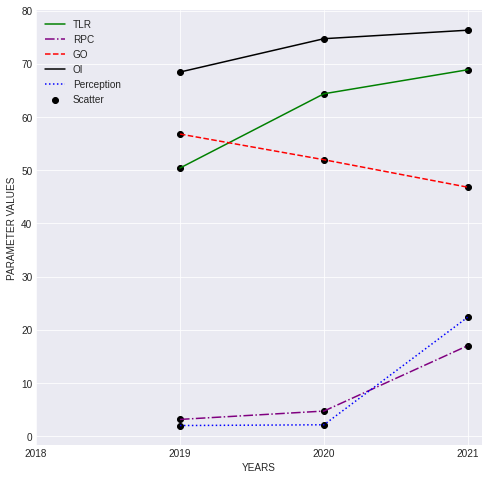 80
70
60
50
40
30
20
10
0
PARAMETER VALUES
TLR
RPC
GO
OI
Perception
Scatter
2018 2019 2020 2021
YEARS